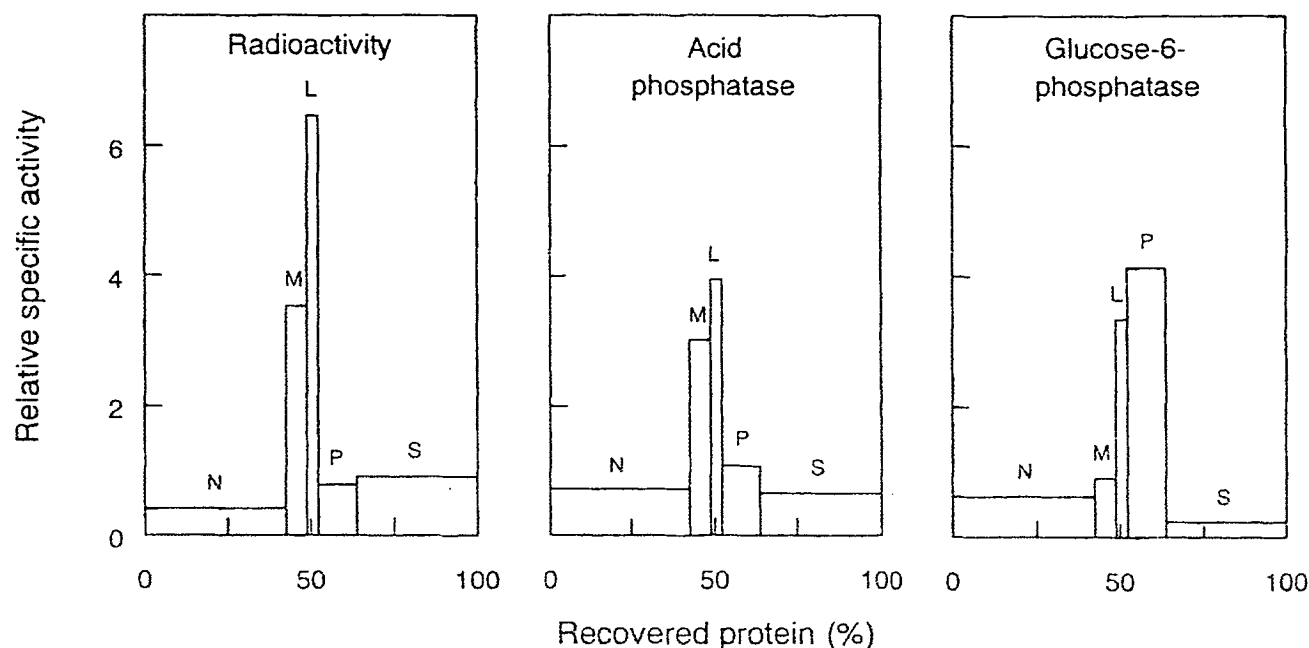 Relative specific activity
Radioactivity
6
4
2
0
N
M
L
P
S
0
50
100
Acid
phosphatase
N
M
L
P
S
0
50
100
Glucose-6-
phosphatase
N
M
L
P
S
0
50
100
Recovered protein (%)